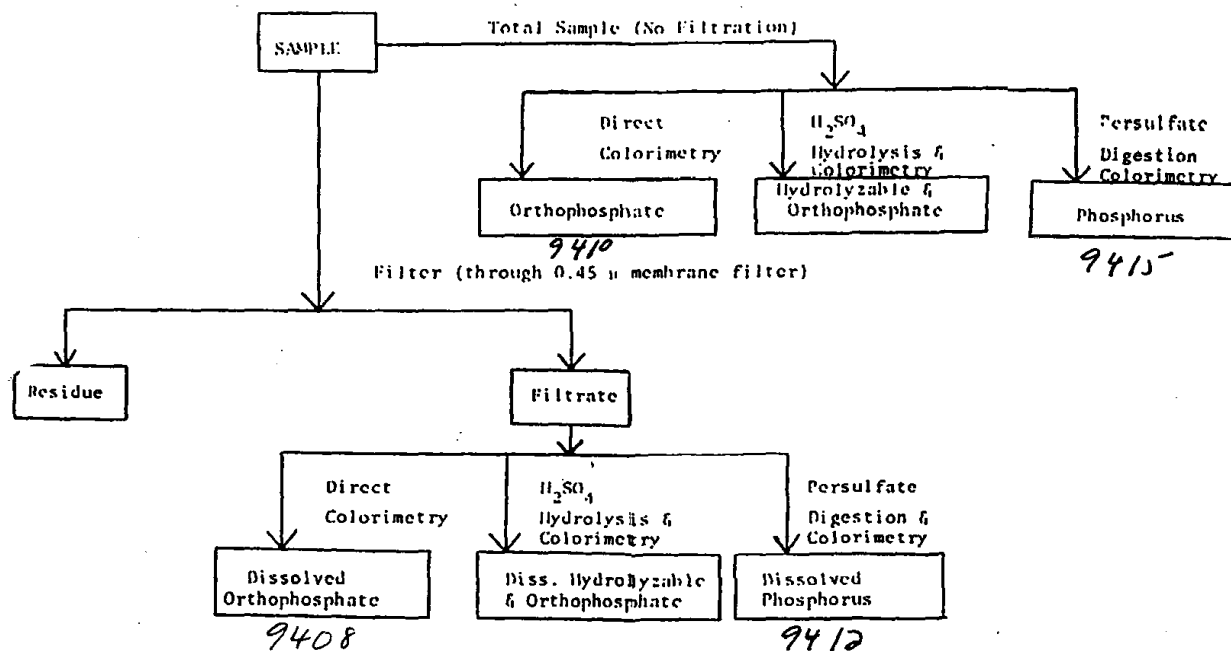 SAMPLE
Total Sample (No Filtration)
Direct
Colorimetry
H2SO4
Hydrolysis &
Colorimetry
Persulfate
Digestion
Colorimetry
Orthophosphate
Hydrolyzable &
Orthophosphate
Phosphorus
9410
9415
Filter (through 0.45 μ membrane filter)
Residue
Filtrate
Direct
Colorimetry
H2SO4
Hydrolysis &
Colorimetry
Persulfate
Digestion &
Colorimetry
Dissolved
Orthophosphate
Diss. Hydrolyzable
& Orthophosphate
Dissolved
Phosphorus
9408
9412